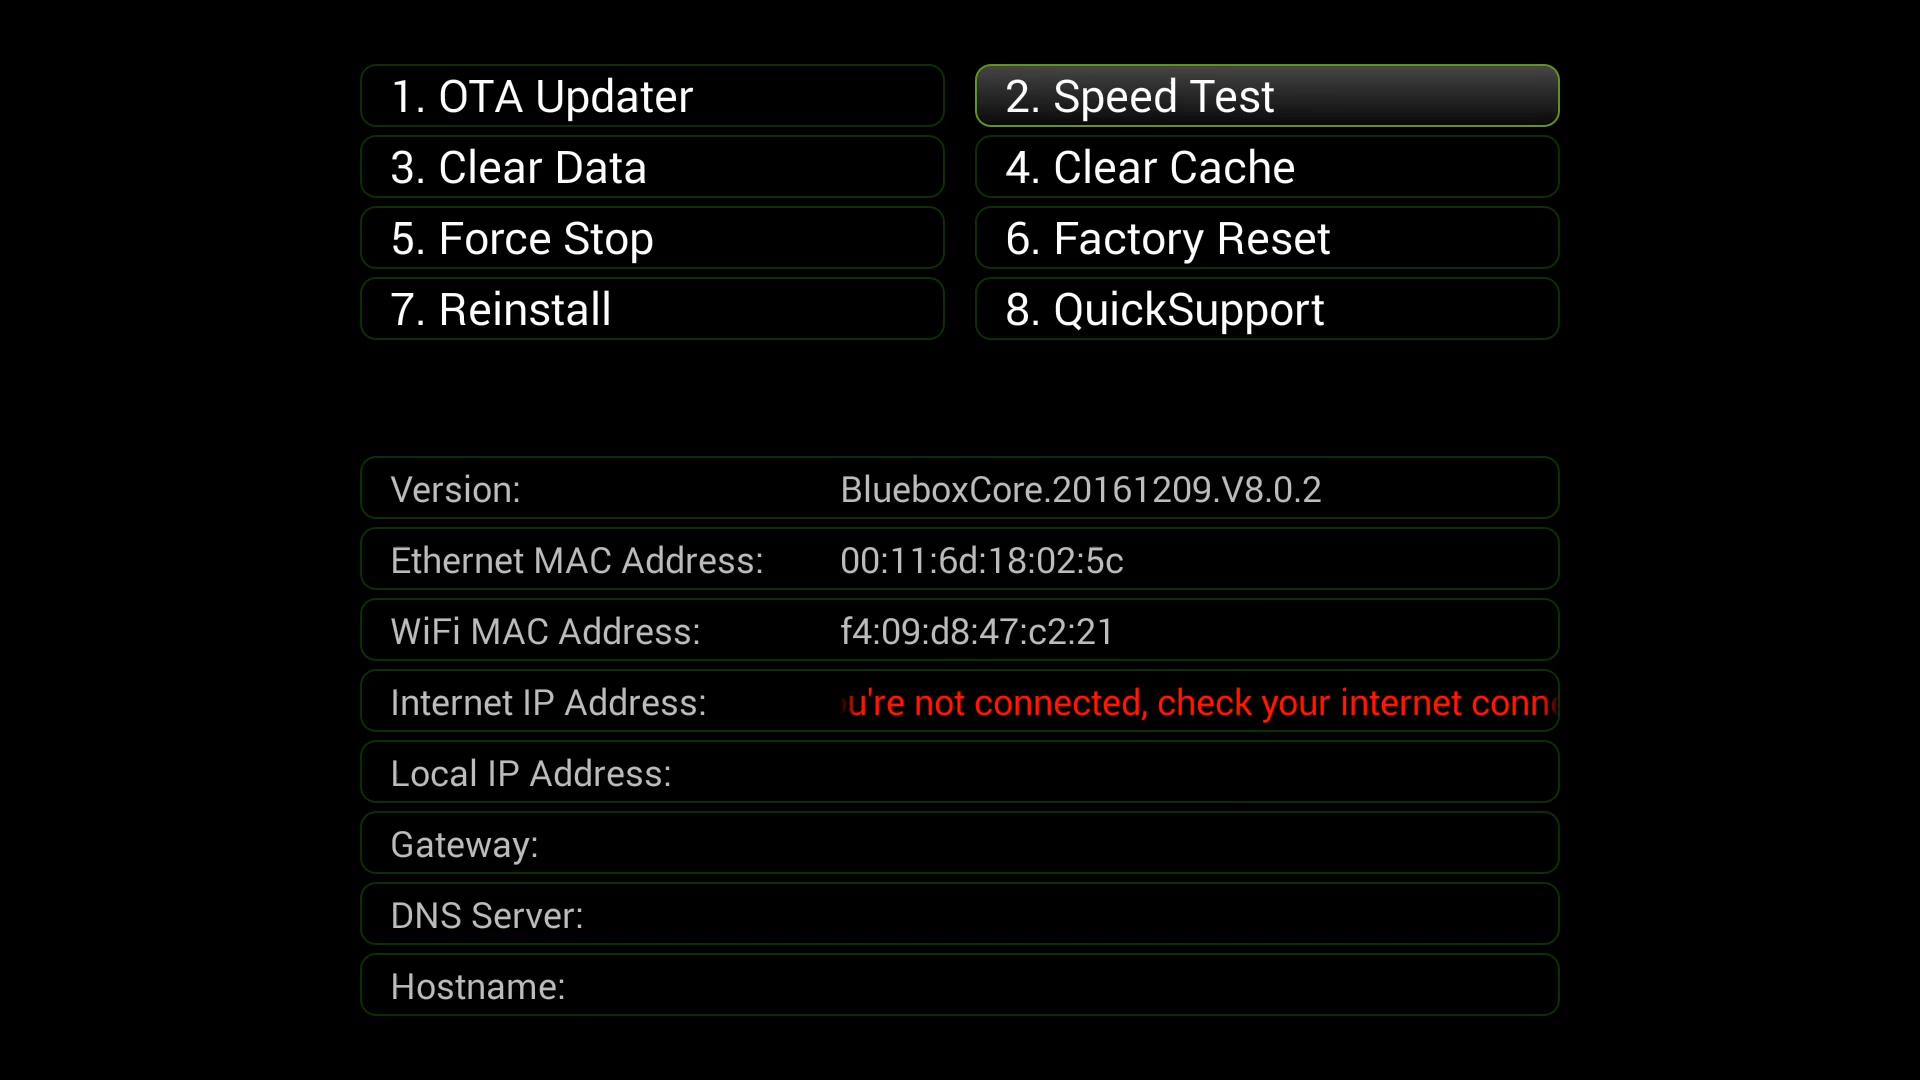 1. OTA Updater
2. Speed Test
3. Clear Data
4. Clear Cache
5. Force Stop
6. Factory Reset
7. Reinstall
8. QuickSupport
Version: BlueboxCore.20161209.V8.0.2
Ethernet MAC Address: 00:11:6d:18:02:5c
WiFi MAC Address: f4:09:d8:47:c2:21
Internet IP Address: u're not connected, check your internet conn
Local IP Address:
Gateway:
DNS Server:
Hostname: